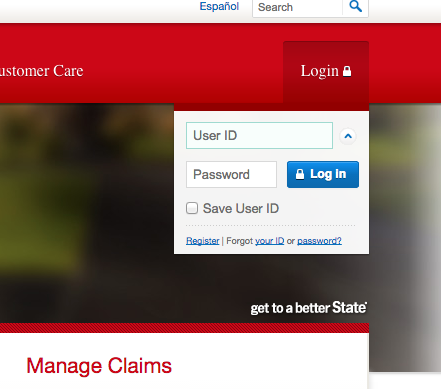 Español
Search
ustomer Care
Login
User ID
Password
Log In
Save User ID
Register | Forgot your ID or password?
get to a better State®
Manage Claims